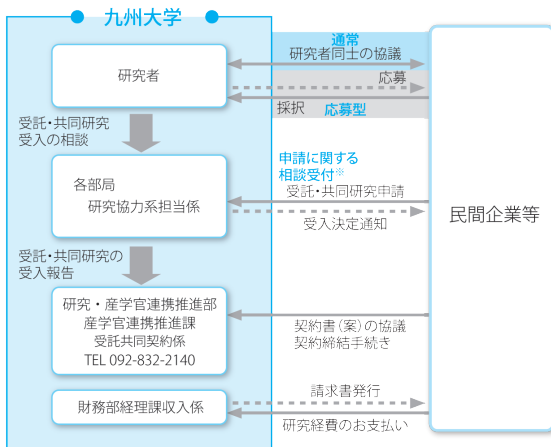 九州大学
通常
研究者同士の協議
研究者
応募
採択 応募型
受託・共同研究
受入の相談
申請に関する
相談受付※
各部局
研究協力系担当係
受託・共同研究申請
受入決定通知
民間企業等
受託・共同研究の
受入報告
研究・産学官連携推進部
産学官連携推進課
受託共同契約係
TEL 092-832-2140
契約書(案)の協議
契約締結手続き
請求書発行
財務部経理課収入係
研究経費のお支払い